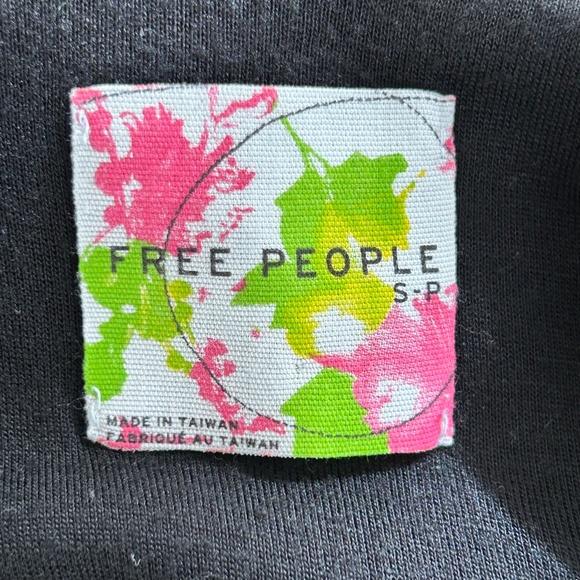 FREE PEOPLE
S-P
MADE IN TAIWAN
FABRIQUÉ AU TAIWAN